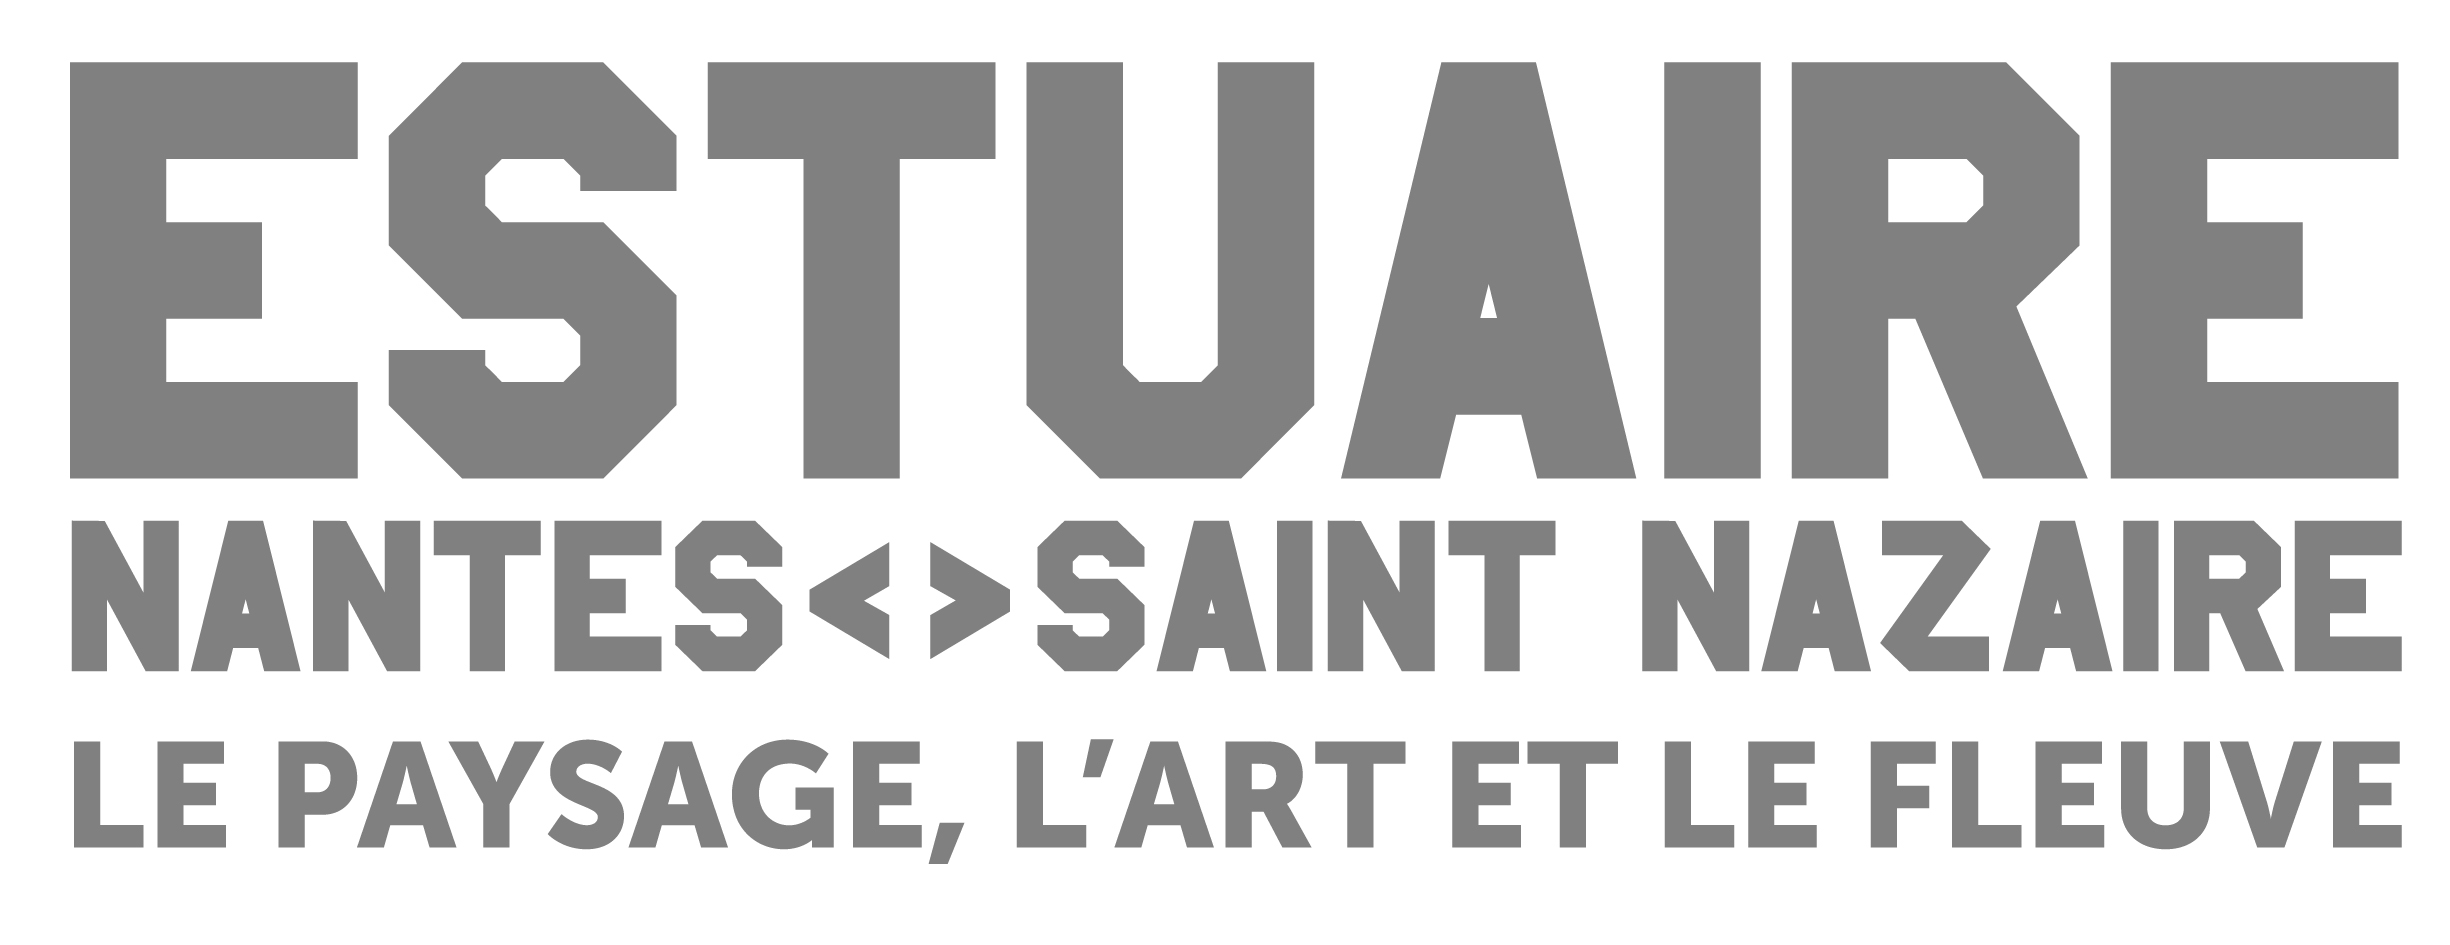 ESTUAIRE
NANTES<>SAINT NAZAIRE
LE PAYSAGE, L’ART ET LE FLEUVE